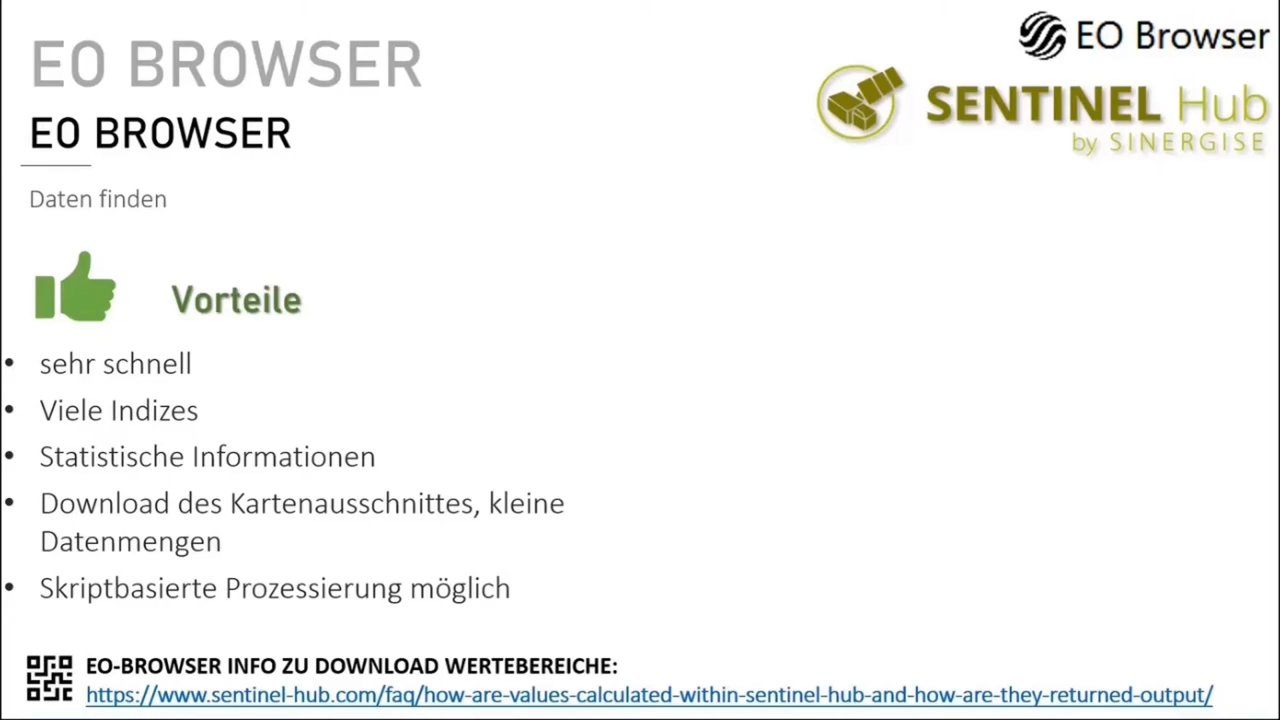 EO BROWSER
EO BROWSER
Daten finden
EO Browser
SENTINEL Hub
by SINERGISE
Vorteile
• sehr schnell
• Viele Indizes
• Statistische Informationen
• Download des Kartenausschnittes, kleine
Datenmengen
• Skriptbasierte Prozessierung möglich
EO-BROWSER INFO ZU DOWNLOAD WERTEBEREICHE:
https://www.sentinel-hub.com/faq/how-are-values-calculated-within-sentinel-hub-and-how-are-they-returned-output/